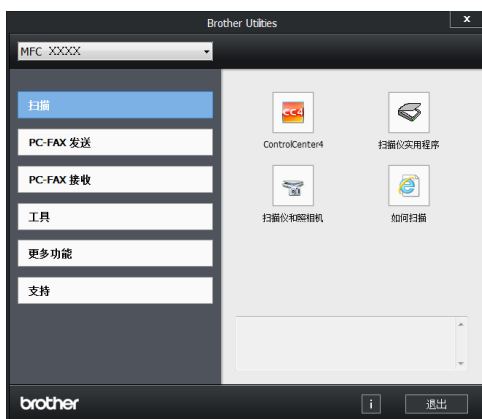 Brother Utilities
x
MFC XXXX
扫描
PC-FAX 发送
PC-FAX 接收
工具
更多功能
支持
CC4
ControlCenter4
扫描仪实用程序
扫描仪和照相机
如何扫描
brother
i
退出